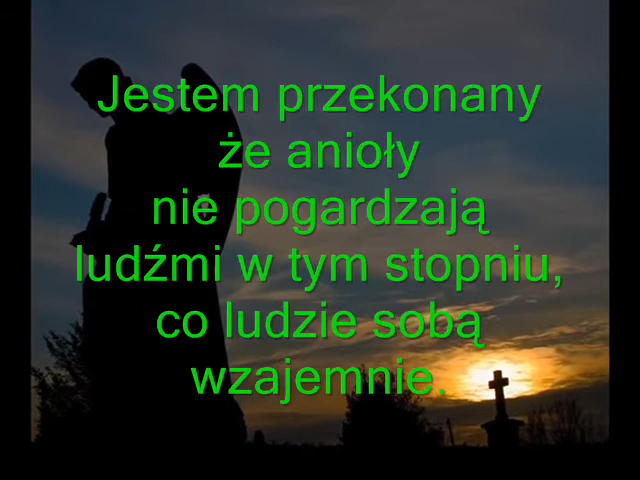 Jestem przekonany
że anioły
nie pogardzają
ludźmi w tym stopniu,
co ludzie sobą
wzajemnie.